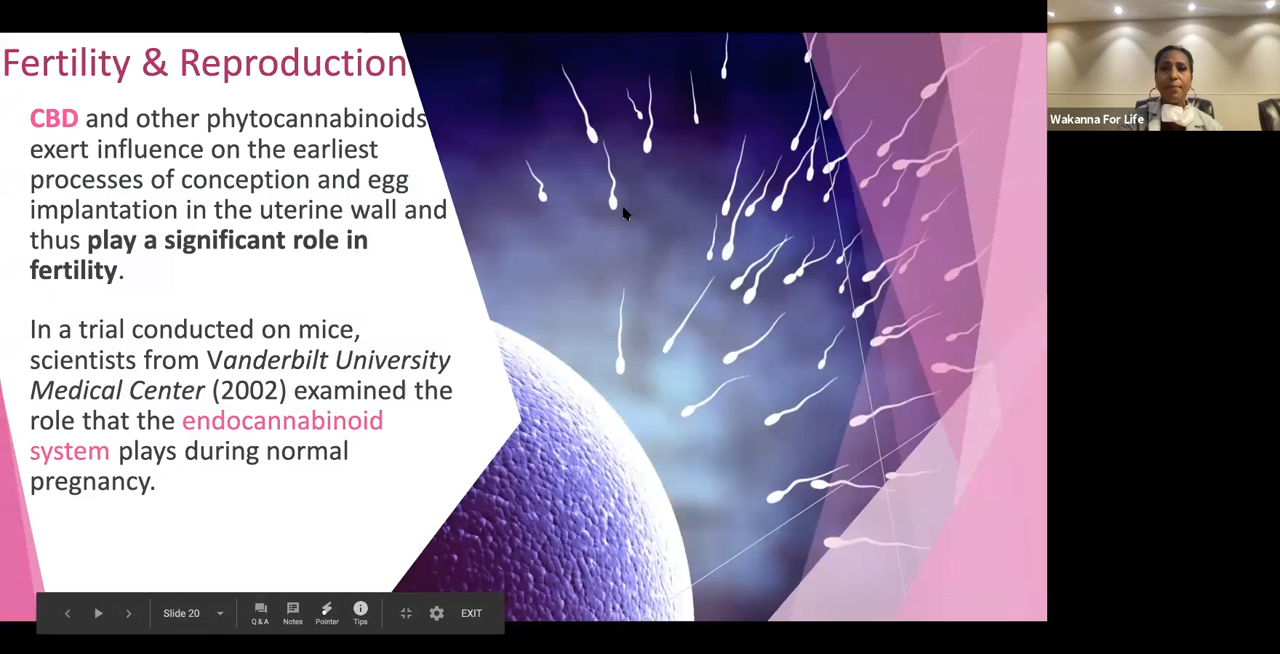 Fertility & Reproduction
CBD and other phytocannabinoids
exert influence on the earliest
processes of conception and egg
implantation in the uterine wall and
thus play a significant role in
fertility.
In a trial conducted on mice,
scientists from Vanderbilt University
Medical Center (2002) examined the
role that the endocannabinoid
system plays during normal
pregnancy.
Wakanna For Life
Slide 20
Q & A
Notes
Pointer
Tips
EXIT